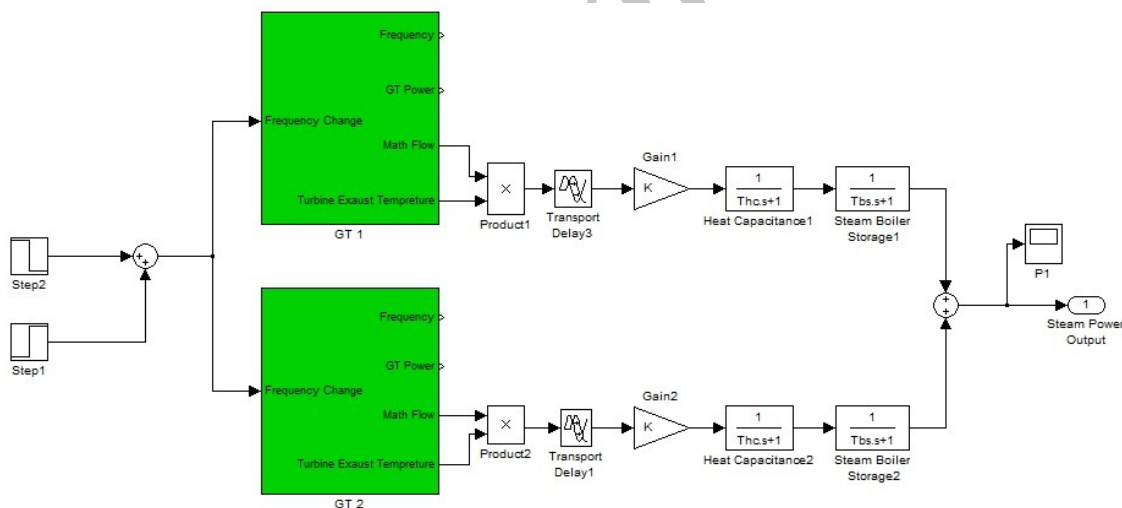 Frequency
GT Power
Frequency Change
Math Flow
Turbine Exaust Tempreture
GT 1
Product1
Transport
Delay3
Gain1
K
1
Thc.s+1
Heat Capacitance1
1
Tbs.s+1
Steam Boiler
Storage1
Step2
Step1
P1
1
Steam Power
Output
Frequency
GT Power
Frequency Change
Math Flow
Turbine Exaust Tempreture
GT 2
Product2
Transport
Delay1
Gain2
K
1
Thc.s+1
Heat Capacitance2
1
Tbs.s+1
Steam Boiler
Storage2